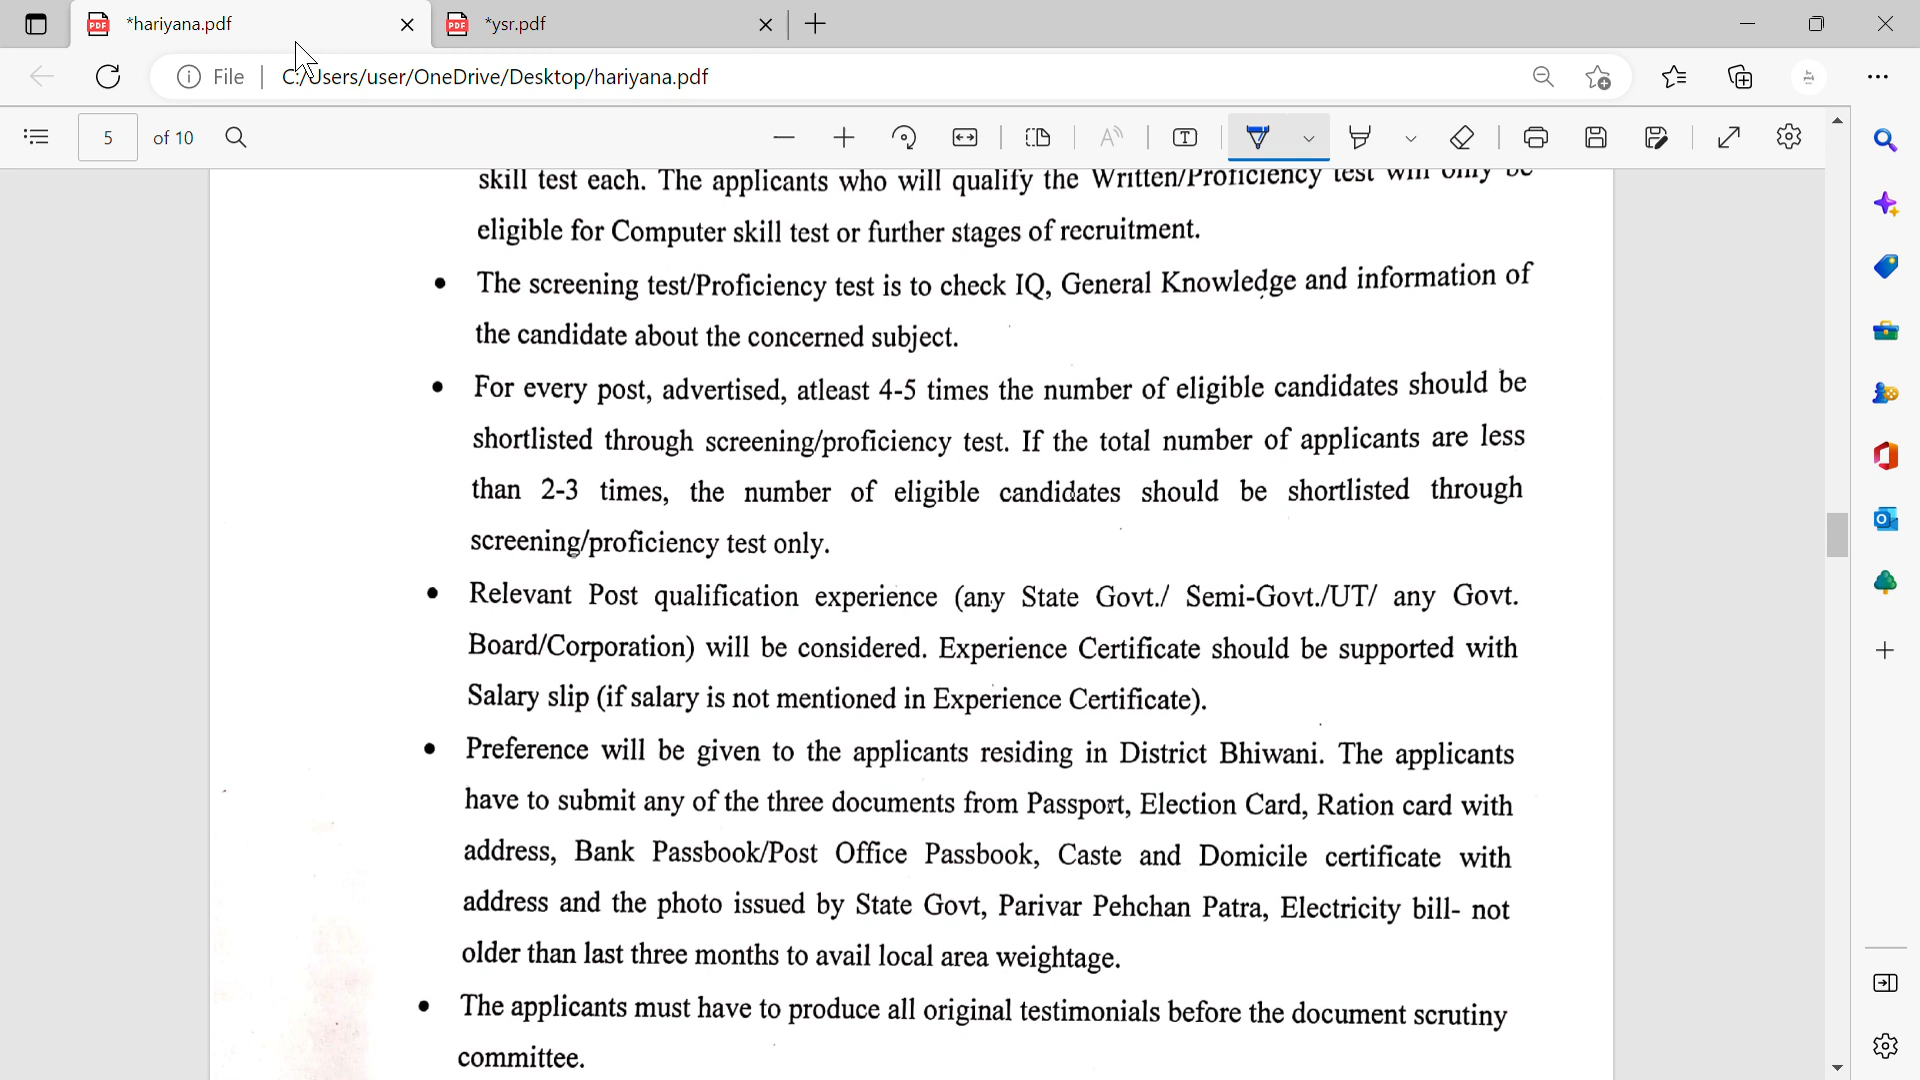 *hariyana.pdf
*ysr.pdf
File
C:/Users/user/OneDrive/Desktop/hariyana.pdf
5 of 10
skill test each. The applicants who will qualify the Written/Proficiency test will only be
eligible for Computer skill test or further stages of recruitment.
• The screening test/Proficiency test is to check IQ, General Knowledge and information of
the candidate about the concerned subject.
• For every post, advertised, atleast 4-5 times the number of eligible candidates should be
shortlisted through screening/proficiency test. If the total number of applicants are less
than 2-3 times, the number of eligible candidates should be shortlisted through
screening/proficiency test only.
• Relevant Post qualification experience (any State Govt./ Semi-Govt./UT/ any Govt.
Board/Corporation) will be considered. Experience Certificate should be supported with
Salary slip (if salary is not mentioned in Experience Certificate).
• Preference will be given to the applicants residing in District Bhiwani. The applicants
have to submit any of the three documents from Passport, Election Card, Ration card with
address, Bank Passbook/Post Office Passbook, Caste and Domicile certificate with
address and the photo issued by State Govt, Parivar Pehchan Patra, Electricity bill- not
older than last three months to avail local area weightage.
• The applicants must have to produce all original testimonials before the document scrutiny
committee.